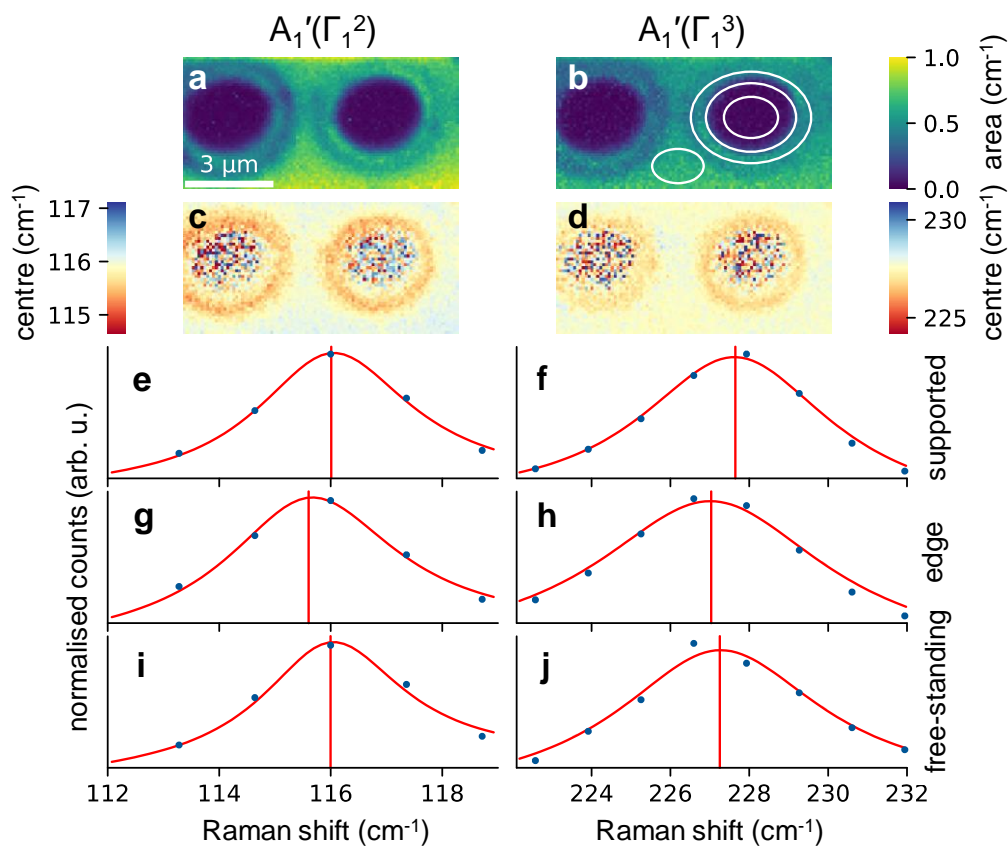 A₁′(Γ₁²)
A₁′(Γ₁³)
a
b
3 μm
1.0
0.5
0.0
area (cm⁻¹)
117
116
115
centre (cm⁻¹)
c
d
230
225
centre (cm⁻¹)
e
f
supported
g
h
edge
i
j
free-standing
normalised counts (arb. u.)
112
114
116
118
224
226
228
230
232
Raman shift (cm⁻¹)
Raman shift (cm⁻¹)